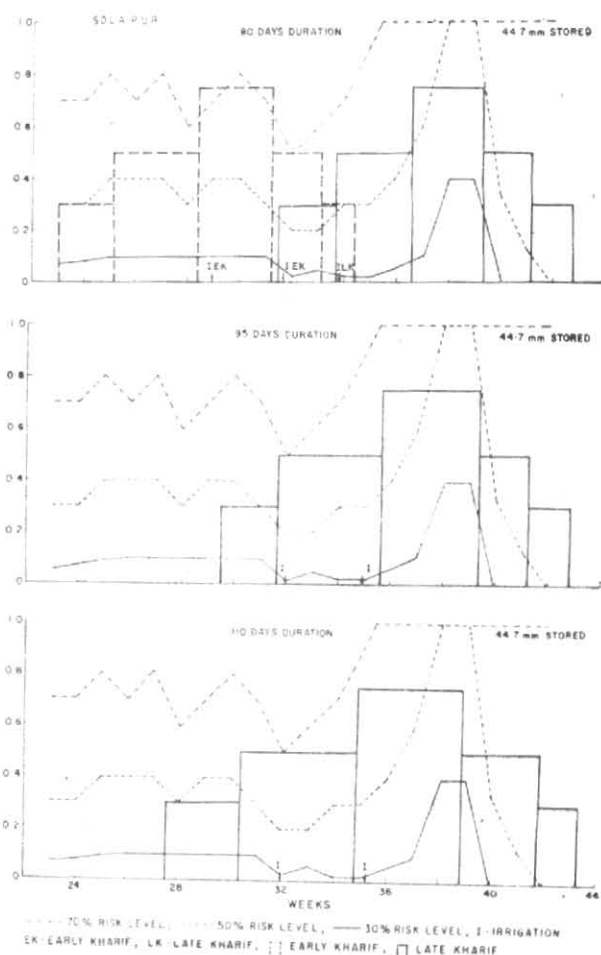 SOLAPUR
80 DAYS DURATION 44.7 mm STORED
1.0
0.8
0.6
0.4
0.2
0
IEK IEK ILK
95 DAYS DURATION 44.7 mm STORED
1.0
0.8
0.6
0.4
0.2
0
I I
110 DAYS DURATION 44.7 mm STORED
1.0
0.8
0.6
0.4
0.2
0
I I
24 28 32 36 40 44
WEEKS
70% RISK LEVEL, 50% RISK LEVEL, 30% RISK LEVEL, I-IRRIGATION
EK-EARLY KHARIF, LK-LATE KHARIF, EARLY KHARIF, LATE KHARIF